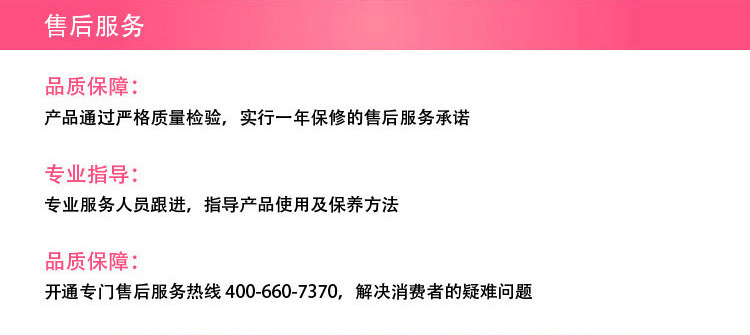 售后服务
品质保障：
产品通过严格质量检验，实行一年保修的售后服务承诺
专业指导：
专业服务人员跟进，指导产品使用及保养方法
品质保障：
开通专门售后服务热线 400-660-7370，解决消费者的疑难问题